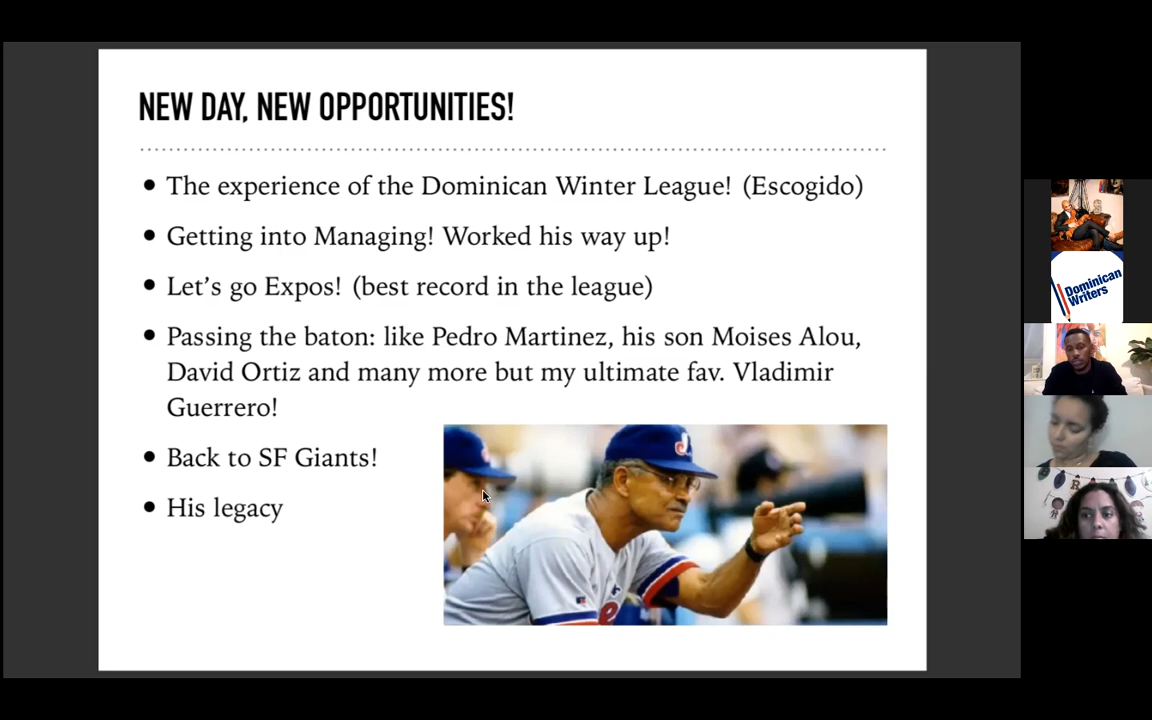 NEW DAY, NEW OPPORTUNITIES!
• The experience of the Dominican Winter League! (Escogido)
• Getting into Managing! Worked his way up!
• Let's go Expos! (best record in the league)
• Passing the baton: like Pedro Martinez, his son Moises Alou,
David Ortiz and many more but my ultimate fav. Vladimir
Guerrero!
• Back to SF Giants!
• His legacy
Dominican
Writers